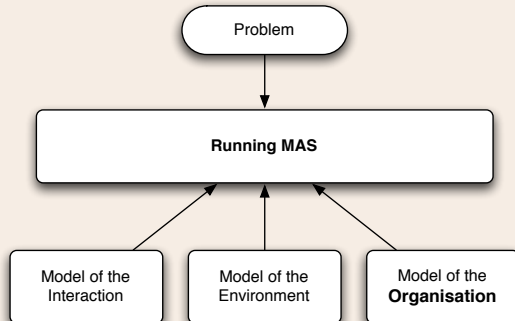 Problem
Running MAS
Model of the
Interaction
Model of the
Environment
Model of the
Organisation